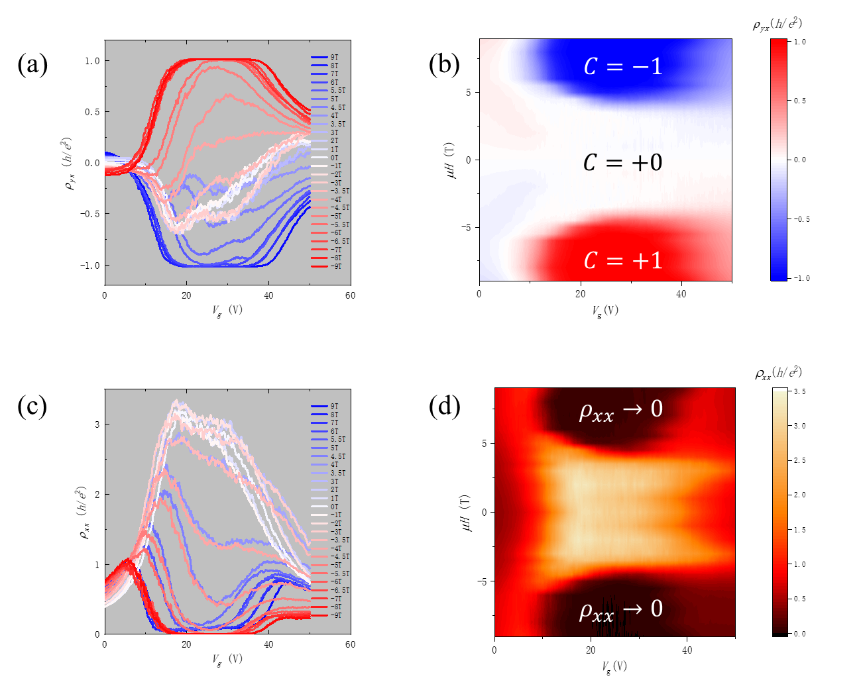 (a)
ρyx (h/e²)
1.0
0.5
0.0
-0.5
-1.0
0
20
40
60
Vg (V)
9T
8T
7T
6T
5.5T
5T
4.5T
4T
3.5T
3T
2T
1T
0T
-1T
-2T
-3T
-3.5T
-4T
-4.5T
-5T
-5.5T
-6T
-6.5T
-7T
-8T
-9T
(b)
μH (T)
5
0
-5
C = −1
C = +0
C = +1
0
20
40
Vg(V)
ρyx(h/e²)
1.0
0.5
0.0
-0.5
-1.0
(c)
ρxx (h/e²)
3
2
1
0
0
20
40
60
Vg (V)
9T
8T
7T
6T
5.5T
5T
4.5T
4T
3.5T
3T
2T
1T
0T
-1T
-2T
-3T
-3.5T
-4T
-4.5T
-5T
-5.5T
-6T
-6.5T
-7T
-8T
-9T
(d)
μH (T)
5
0
-5
ρxx → 0
ρxx → 0
0
20
40
Vg(V)
ρxx(h/e²)
3.5
3.0
2.5
2.0
1.5
1.0
0.5
0.0